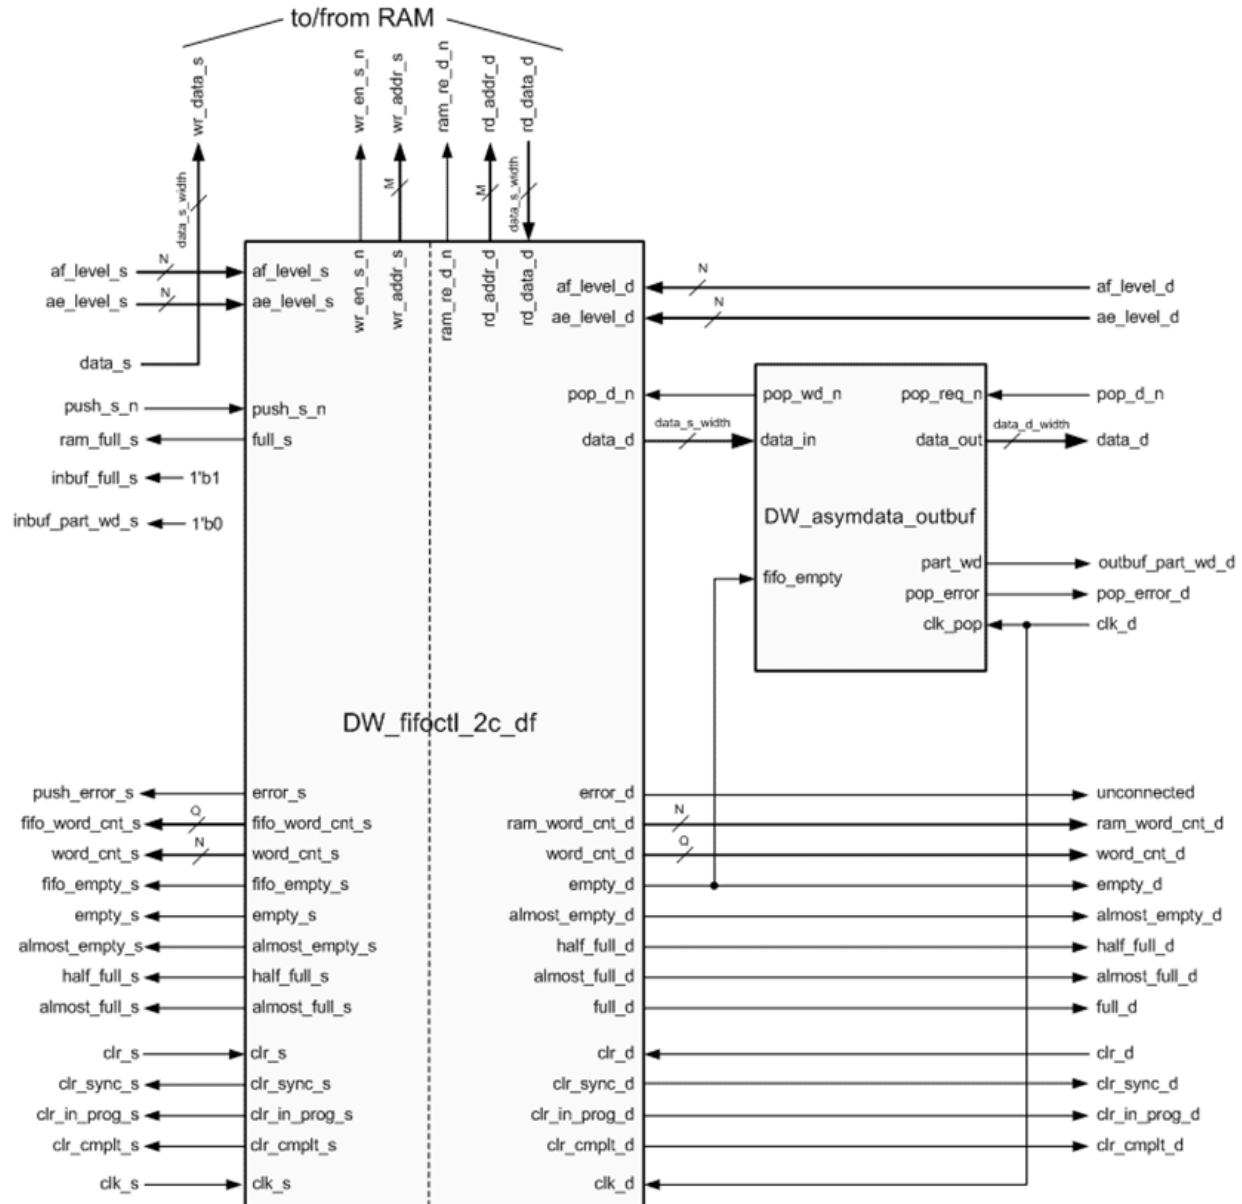 to/from RAM
wr_data_s
wr_en_s_n
wr_addr_s
ram_re_d_n
rd_addr_d
rd_data_d
data_s_width
M
M
data_s_width
af_level_s N af_level_s
ae_level_s N ae_level_s
wr_en_s_n
wr_addr_s
ram_re_d_n
rd_addr_d
rd_data_d
af_level_d N af_level_d
ae_level_d N ae_level_d
data_s
push_s_n push_s_n
pop_d_n pop_wd_n pop_req_n pop_d_n
ram_full_s full_s
data_d data_s_width data_in data_out data_d_width data_d
inbuf_full_s 1'b1
inbuf_part_wd_s 1'b0
DW_asymdata_outbuf
part_wd outbuf_part_wd_d
fifo_empty
pop_error pop_error_d
clk_pop clk_d
DW_fifoctl_2c_df
push_error_s error_s error_d unconnected
fifo_word_cnt_s Q fifo_word_cnt_s ram_word_cnt_d N ram_word_cnt_d
word_cnt_s N word_cnt_s word_cnt_d Q word_cnt_d
fifo_empty_s fifo_empty_s empty_d empty_d
empty_s empty_s almost_empty_d almost_empty_d
almost_empty_s almost_empty_s half_full_d half_full_d
half_full_s half_full_s almost_full_d almost_full_d
almost_full_s almost_full_s full_d full_d
clr_s clr_s clr_d clr_d
clr_sync_s clr_sync_s clr_sync_d clr_sync_d
clr_in_prog_s clr_in_prog_s clr_in_prog_d clr_in_prog_d
clr_cmplt_s clr_cmplt_s clr_cmplt_d clr_cmplt_d
clk_s clk_s clk_d